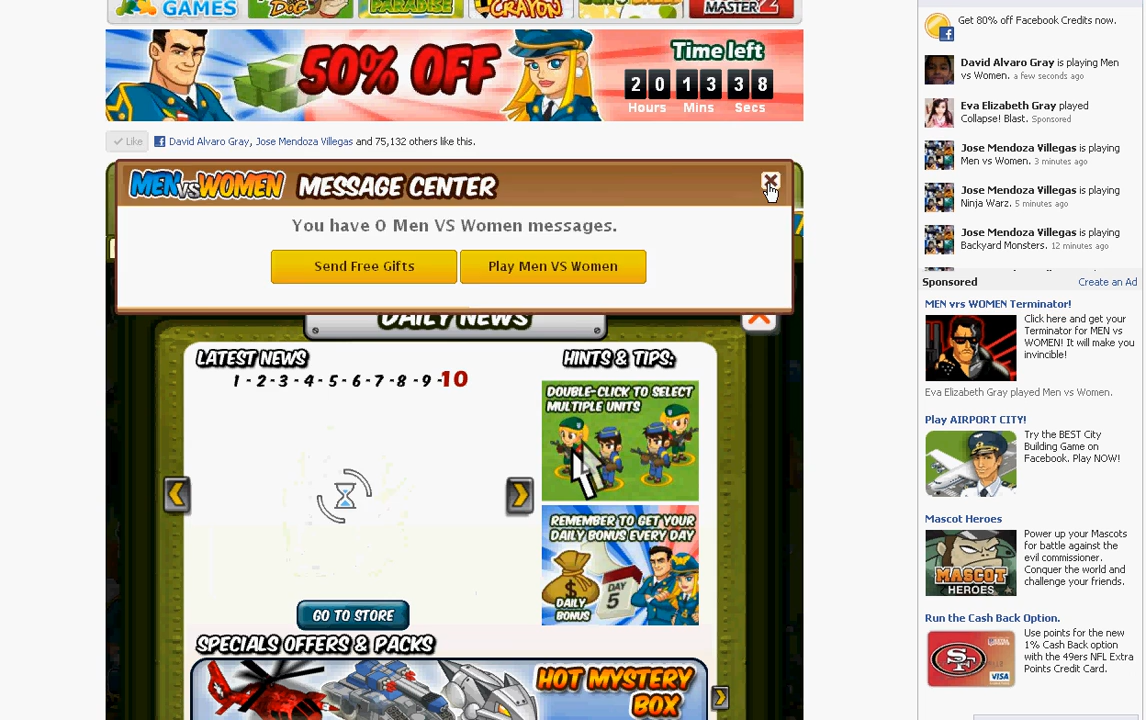 GAMES
PARADISE
CRAYON
MASTER 2
50% OFF
Time left
20 13 38
Hours Mins Secs
Like
David Alvaro Gray, Jose Mendoza Villegas and 75,132 others like this.
MEN VS WOMEN MESSAGE CENTER
You have 0 Men VS Women messages.
Send Free Gifts
Play Men VS Women
DAILY NEWS
LATEST NEWS
1 - 2 - 3 - 4 - 5 - 6 - 7 - 8 - 9 - 10
HINTS & TIPS:
DOUBLE-CLICK TO SELECT
MULTIPLE UNITS
REMEMBER TO GET YOUR
DAILY BONUS EVERY DAY
DAILY
BONUS
DAY
5
GO TO STORE
SPECIALS OFFERS & PACKS
HOT MYSTERY
BOX
Get 80% off Facebook Credits now.
David Alvaro Gray is playing Men
vs Women. a few seconds ago
Eva Elizabeth Gray played
Collapse! Blast. Sponsored
Jose Mendoza Villegas is playing
Men vs Women. 3 minutes ago
Jose Mendoza Villegas is playing
Ninja Warz. 5 minutes ago
Jose Mendoza Villegas is playing
Backyard Monsters. 12 minutes ago
Sponsored
Create an Ad
MEN vrs WOMEN Terminator!
Click here and get your
Terminator for MEN vs
WOMEN! It will make you
invincible!
Eva Elizabeth Gray played Men vs Women.
Play AIRPORT CITY!
Try the BEST City
Building Game on
Facebook. Play NOW!
Mascot Heroes
MASCOT
HEROES
Power up your Mascots
for battle against the
evil commissioner.
Conquer the world and
challenge your friends.
Run the Cash Back Option.
SF
VISA
Use points for the new
1% Cash Back option
with the 49ers NFL Extra
Points Credit Card.